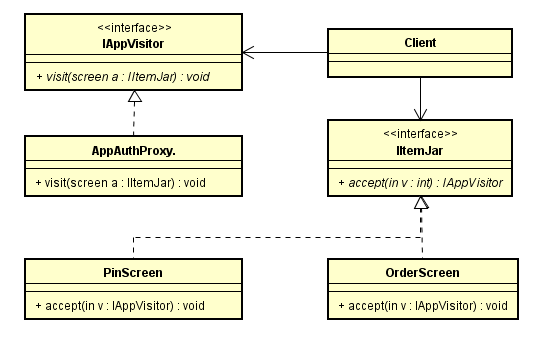 <<interface>>
IAppVisitor
+ visit(screen a : IItemJar) : void
Client
AppAuthProxy.
+ visit(screen a : IItemJar) : void
<<interface>>
IItemJar
+ accept(in v : int) : IAppVisitor
PinScreen
+ accept(in v : IAppVisitor) : void
OrderScreen
+ accept(in v : IAppVisitor) : void